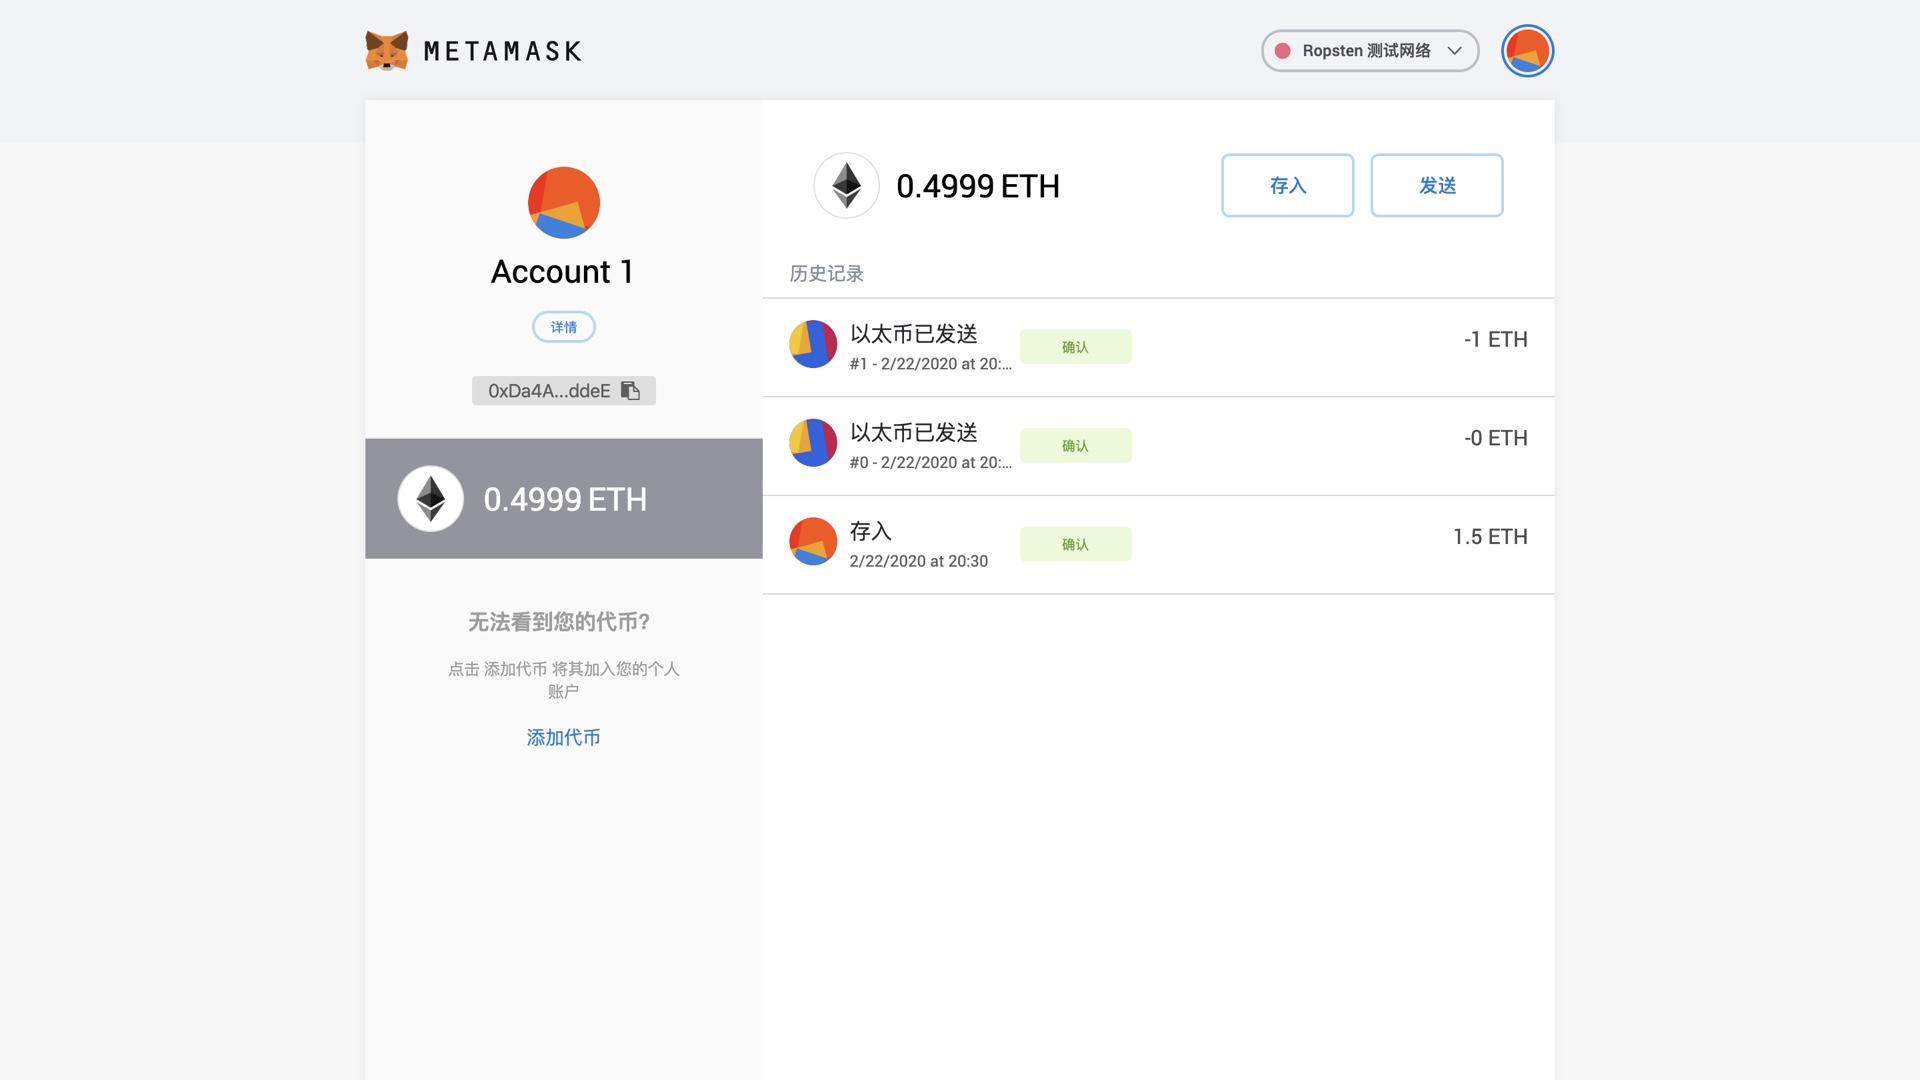 METAMASK
Ropsten 测试网络
Account 1
详情
0xDa4A...ddeE
0.4999 ETH
无法看到您的代币?
点击 添加代币 将其加入您的个人
账户
添加代币
0.4999 ETH
存入
发送
历史记录
以太币已发送
#1 - 2/22/2020 at 20:...
确认
-1 ETH
以太币已发送
#0 - 2/22/2020 at 20:...
确认
-0 ETH
存入
2/22/2020 at 20:30
确认
1.5 ETH